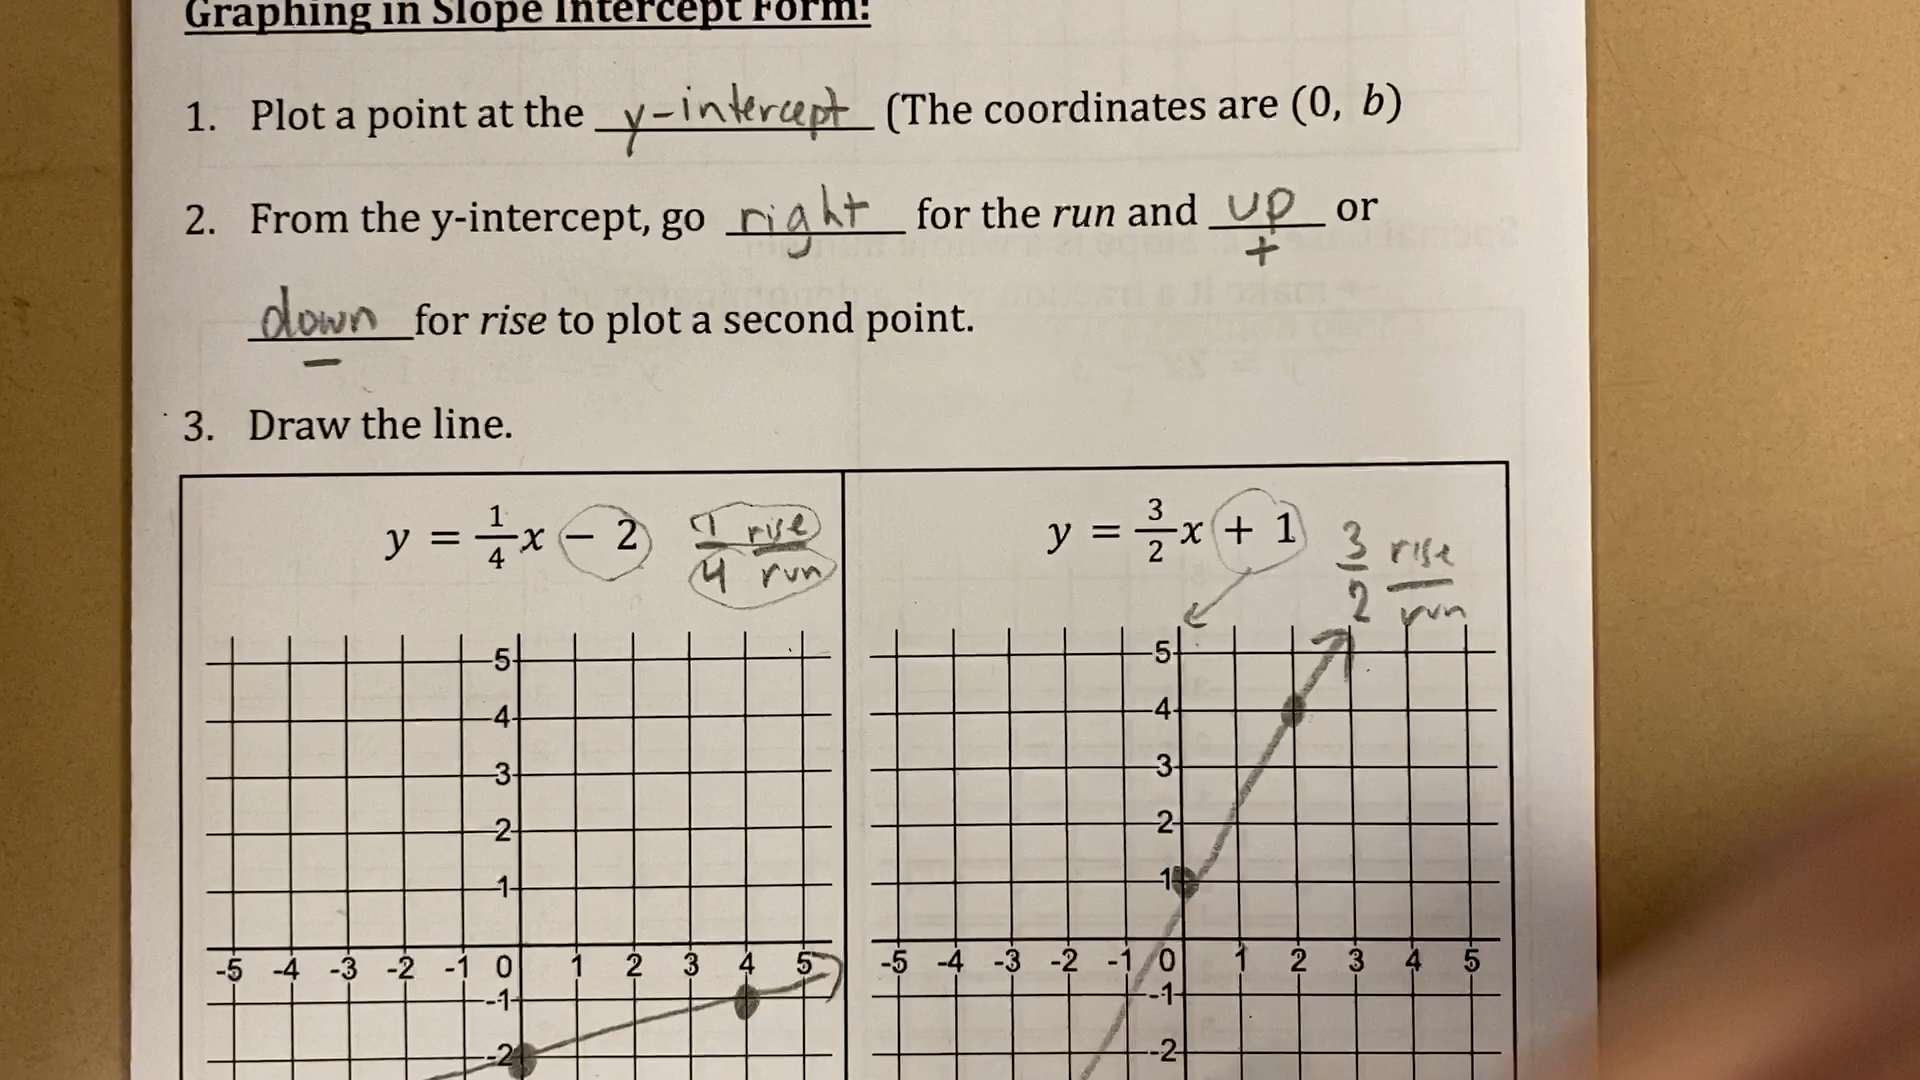 Graphing in Slope Intercept Form:
1. Plot a point at the y-intercept (The coordinates are (0, b)
2. From the y-intercept, go right for the run and up or
+
down for rise to plot a second point.
−
3. Draw the line.
y = 1/4 x − 2 1/4 rise/run
y = 3/2 x + 1 3/2 rise/run
5
4
3
2
1
-5 -4 -3 -2 -1 0 1 2 3 4 5
-1
-2
5
4
3
2
1
-5 -4 -3 -2 -1 0 1 2 3 4 5
-1
-2